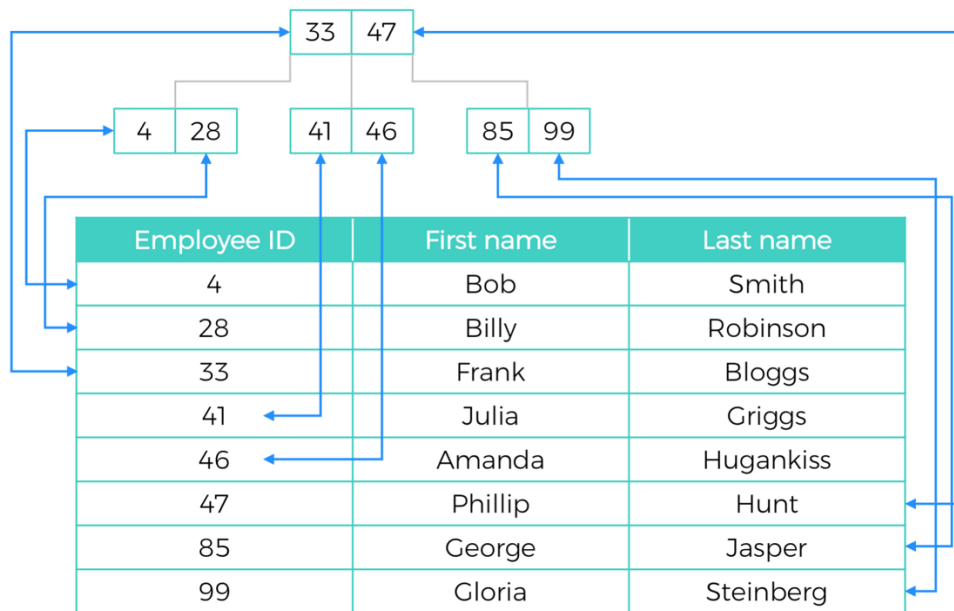 33 47
4 28 41 46 85 99
Employee ID First name Last name
4 Bob Smith
28 Billy Robinson
33 Frank Bloggs
41 Julia Griggs
46 Amanda Hugankiss
47 Phillip Hunt
85 George Jasper
99 Gloria Steinberg